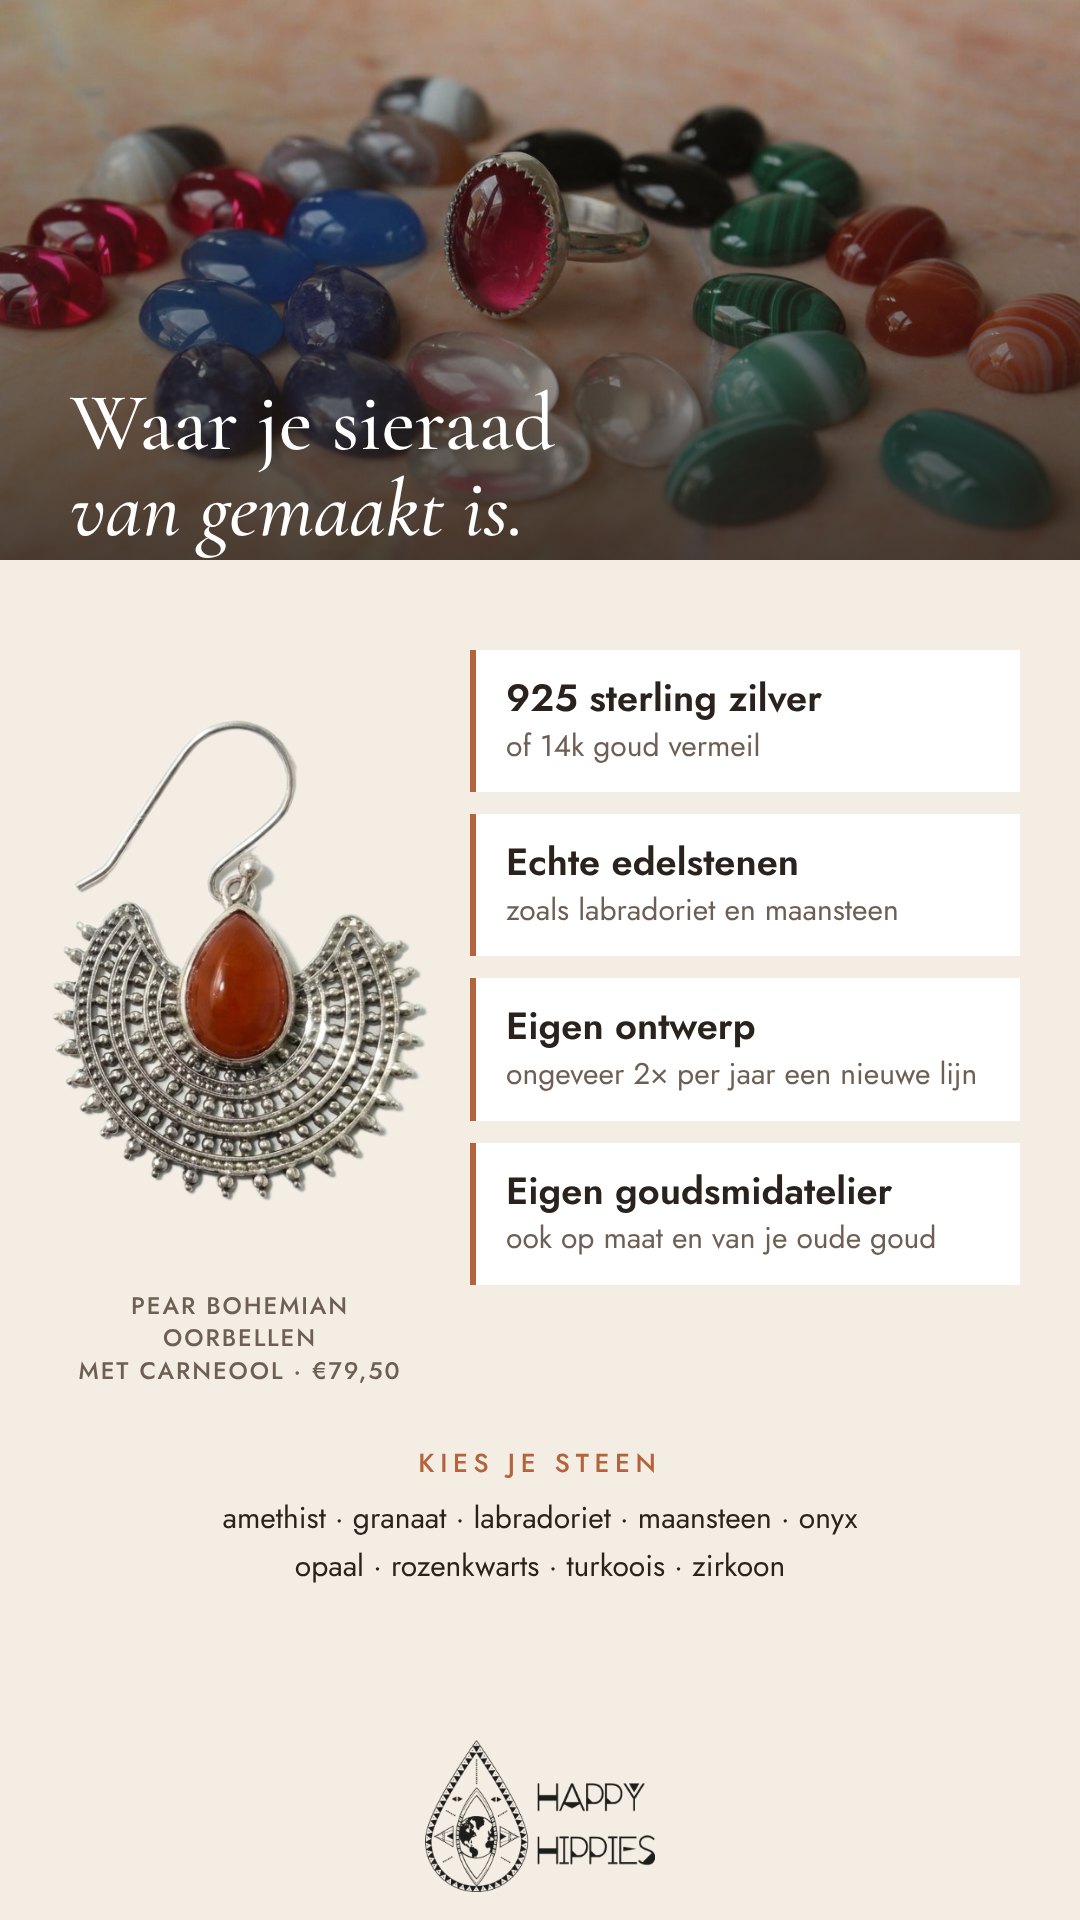 Waar je sieraad
van gemaakt is.
925 sterling zilver
of 14k goud vermeil
Echte edelstenen
zoals labradoriet en maansteen
Eigen ontwerp
ongeveer 2× per jaar een nieuwe lijn
Eigen goudsmidatelier
ook op maat en van je oude goud
PEAR BOHEMIAN
OORBELLEN
MET CARNEOOL · €79,50
KIES JE STEEN
amethist · granaat · labradoriet · maansteen · onyx
opaal · rozenkwarts · turkoois · zirkoon
HAPPY
HIPPIES